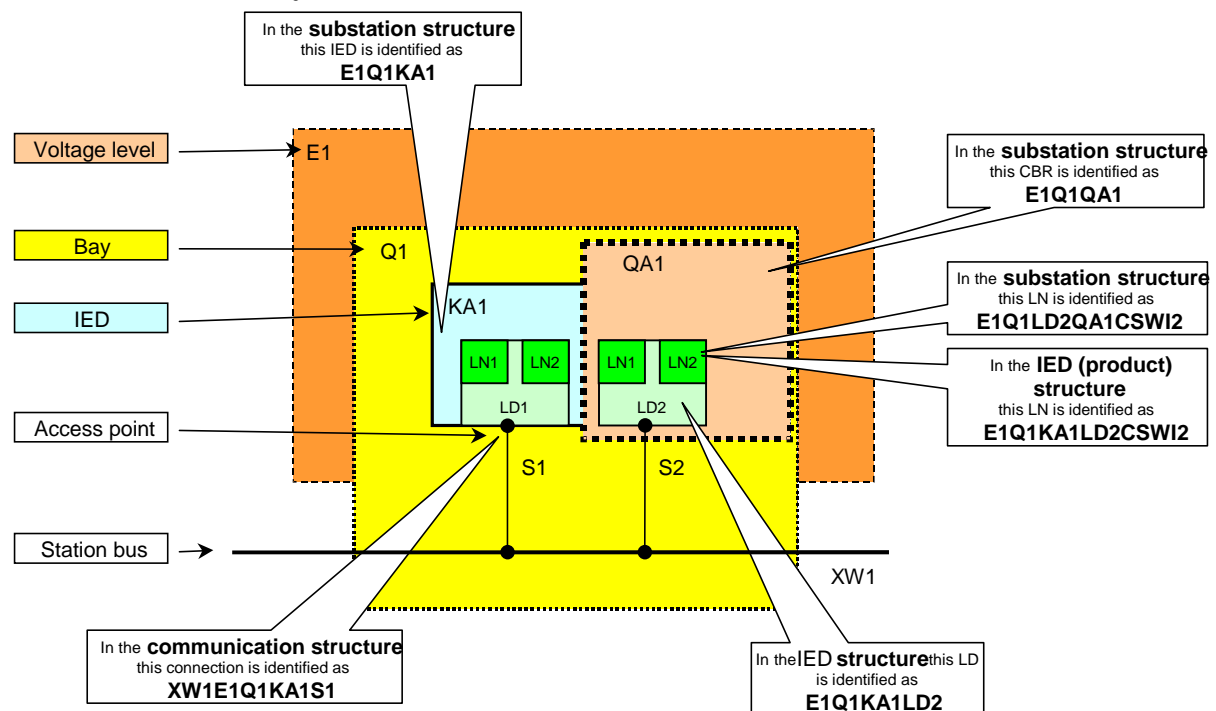 In the substation structure
this IED is identified as
E1Q1KA1
Voltage level
E1
In the substation structure
this CBR is identified as
E1Q1QA1
Bay
Q1
QA1
In the substation structure
this LN is identified as
E1Q1LD2QA1CSWI2
IED
KA1
LN1
LN2
LN1
LN2
In the IED (product)
structure
this LN is identified as
E1Q1KA1LD2CSWI2
LD1
LD2
Access point
S1
S2
Station bus
XW1
In the communication structure
this connection is identified as
XW1E1Q1KA1S1
In theIED structurethis LD
is identified as
E1Q1KA1LD2